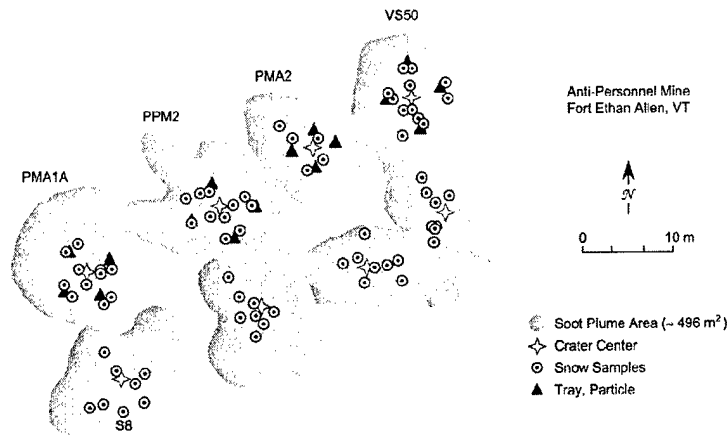 VS50
PMA2
PPM2
PMA1A
S8
Anti-Personnel Mine
Fort Ethan Allen, VT
N
0 10 m
Soot Plume Area (~ 496 m²)
Crater Center
Snow Samples
Tray, Particle